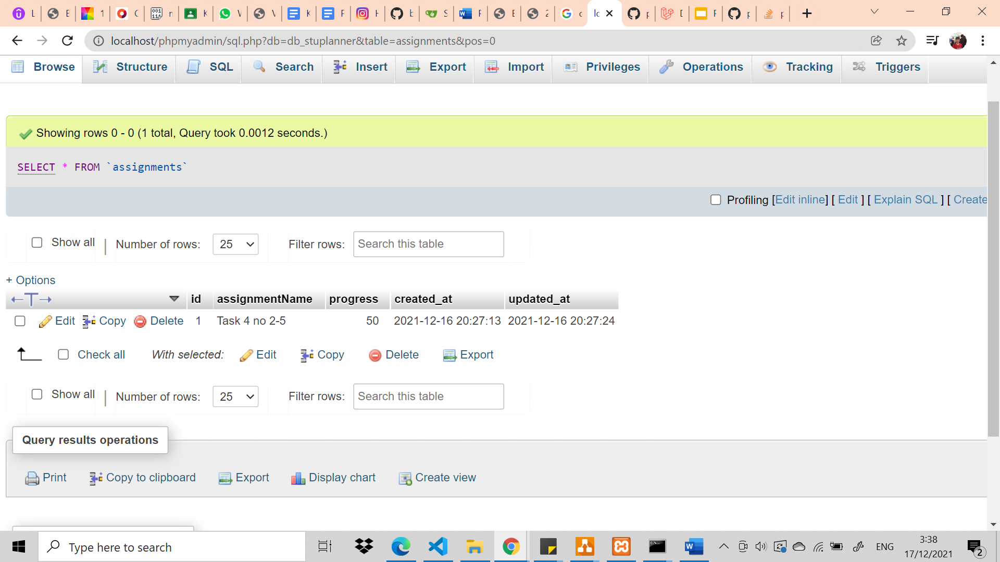 localhost/phpmyadmin/sql.php?db=db_stuplanner&table=assignments&pos=0
Browse Structure SQL Search Insert Export Import Privileges Operations Tracking Triggers
Showing rows 0 - 0 (1 total, Query took 0.0012 seconds.)
SELECT * FROM `assignments`
Profiling [Edit inline] [ Edit ] [ Explain SQL ] [ Create
Show all | Number of rows: 25 Filter rows: Search this table
+ Options
←T→ id assignmentName progress created_at updated_at
Edit Copy Delete 1 Task 4 no 2-5 50 2021-12-16 20:27:13 2021-12-16 20:27:24
Check all With selected: Edit Copy Delete Export
Show all | Number of rows: 25 Filter rows: Search this table
Query results operations
Print Copy to clipboard Export Display chart Create view
Type here to search
ENG
3:38
17/12/2021
2